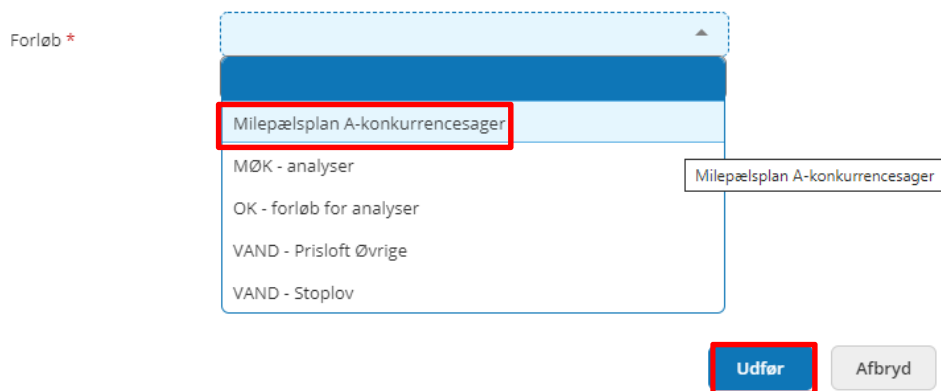 Forløb *
Milepælsplan A-konkurrencesager
MØK - analyser
Milepælsplan A-konkurrencesager
OK - forløb for analyser
VAND - Prisloft Øvrige
VAND - Stoplov
Udfør
Afbryd